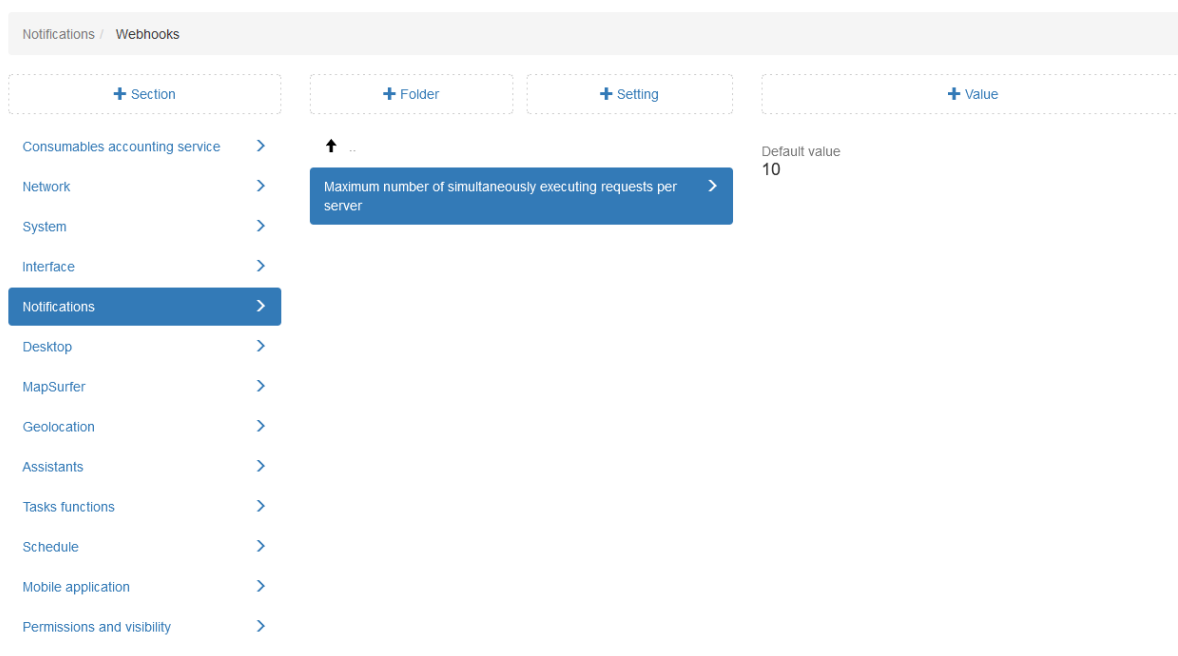 Notifications / Webhooks
+ Section
+ Folder
+ Setting
+ Value
Consumables accounting service
Network
System
Interface
Notifications
Desktop
MapSurfer
Geolocation
Assistants
Tasks functions
Schedule
Mobile application
Permissions and visibility
..
Maximum number of simultaneously executing requests per
server
Default value
10